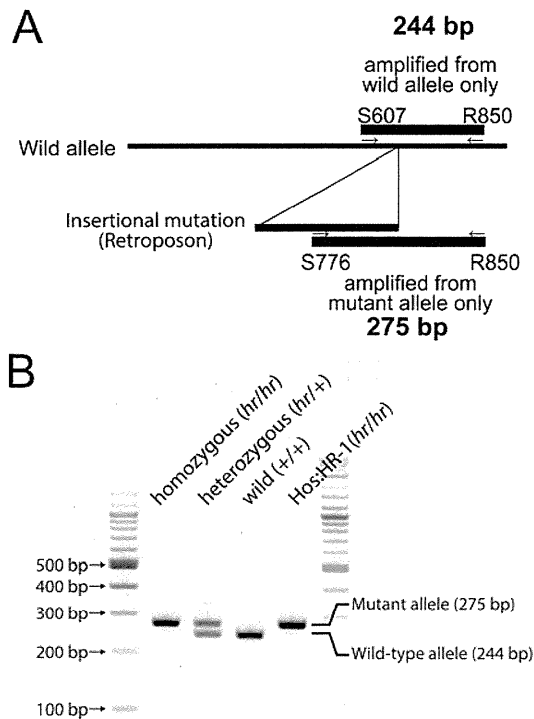 A
244 bp
amplified from
wild allele only
S607 R850
Wild allele
Insertional mutation
(Retroposon)
S776 R850
amplified from
mutant allele only
275 bp
B
homozygous (hr/hr)
heterozygous (hr/+)
wild (+/+)
Hos:HR-1(hr/hr)
500 bp
400 bp
300 bp
Mutant allele (275 bp)
200 bp
Wild-type allele (244 bp)
100 bp